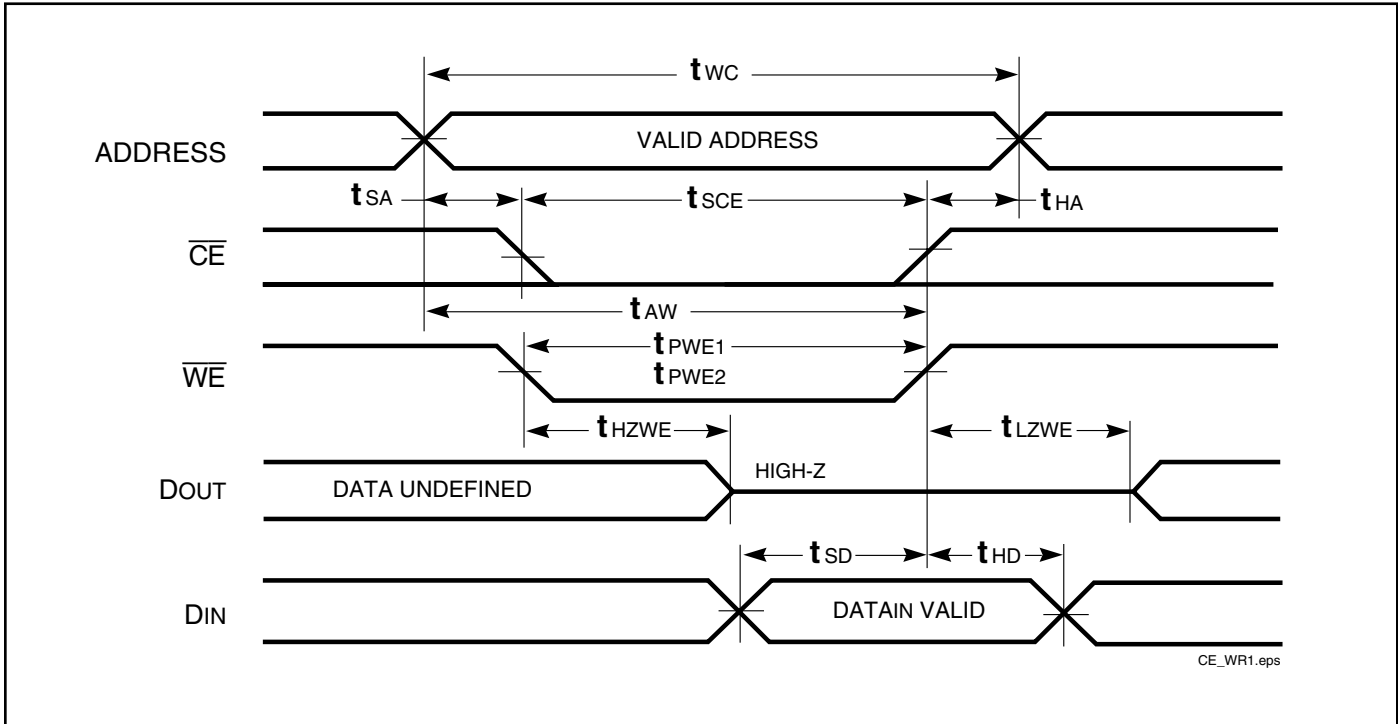 tWC
ADDRESS
VALID ADDRESS
tSA
tSCE
tHA
CE
tAW
tPWE1
WE
tPWE2
tHZWE
tLZWE
HIGH-Z
DOUT
DATA UNDEFINED
tSD
tHD
DIN
DATAIN VALID
CE_WR1.eps